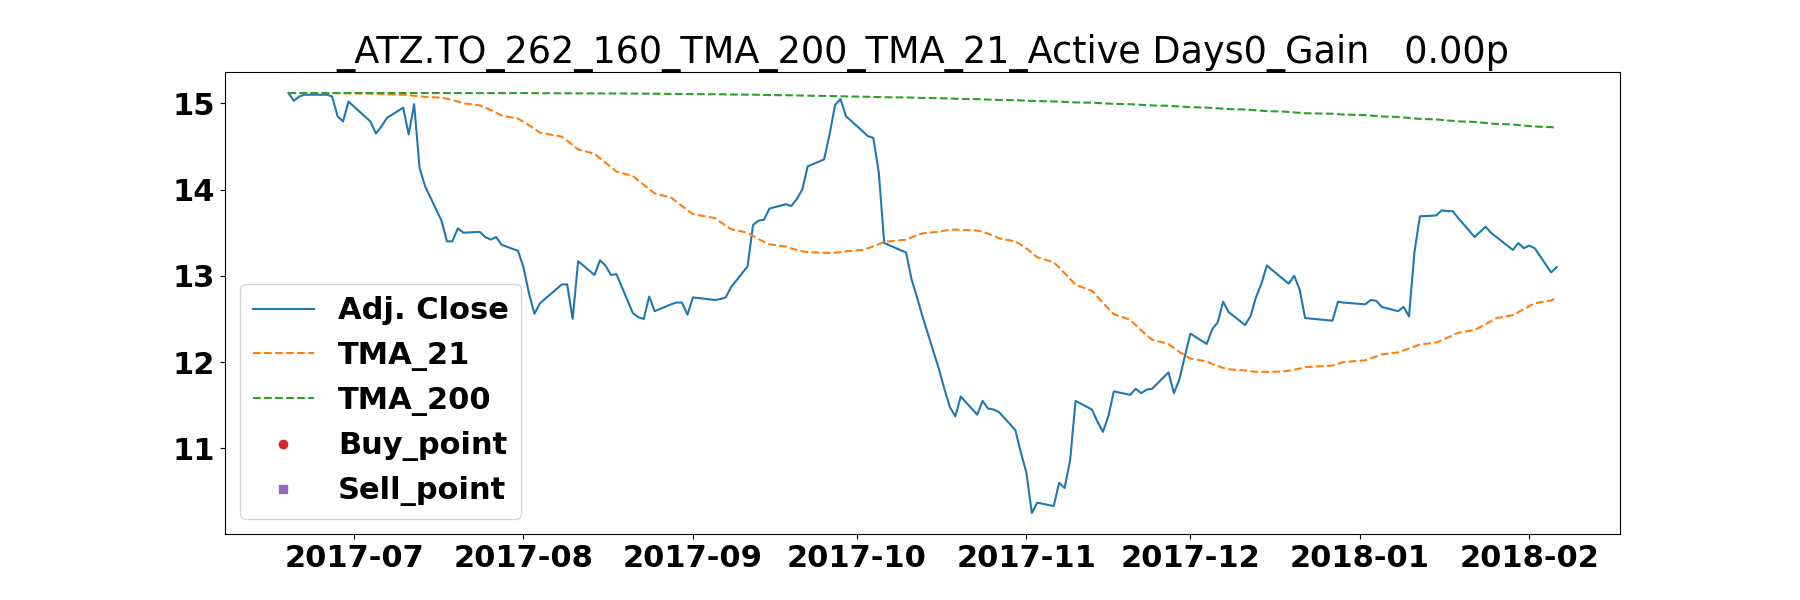 _ATZ.TO_262_160_TMA_200_TMA_21_Active Days0_Gain   0.00p
15
14
13
12
11
Adj. Close
TMA_21
TMA_200
Buy_point
Sell_point
2017-07 2017-08 2017-09 2017-10 2017-11 2017-12 2018-01 2018-02